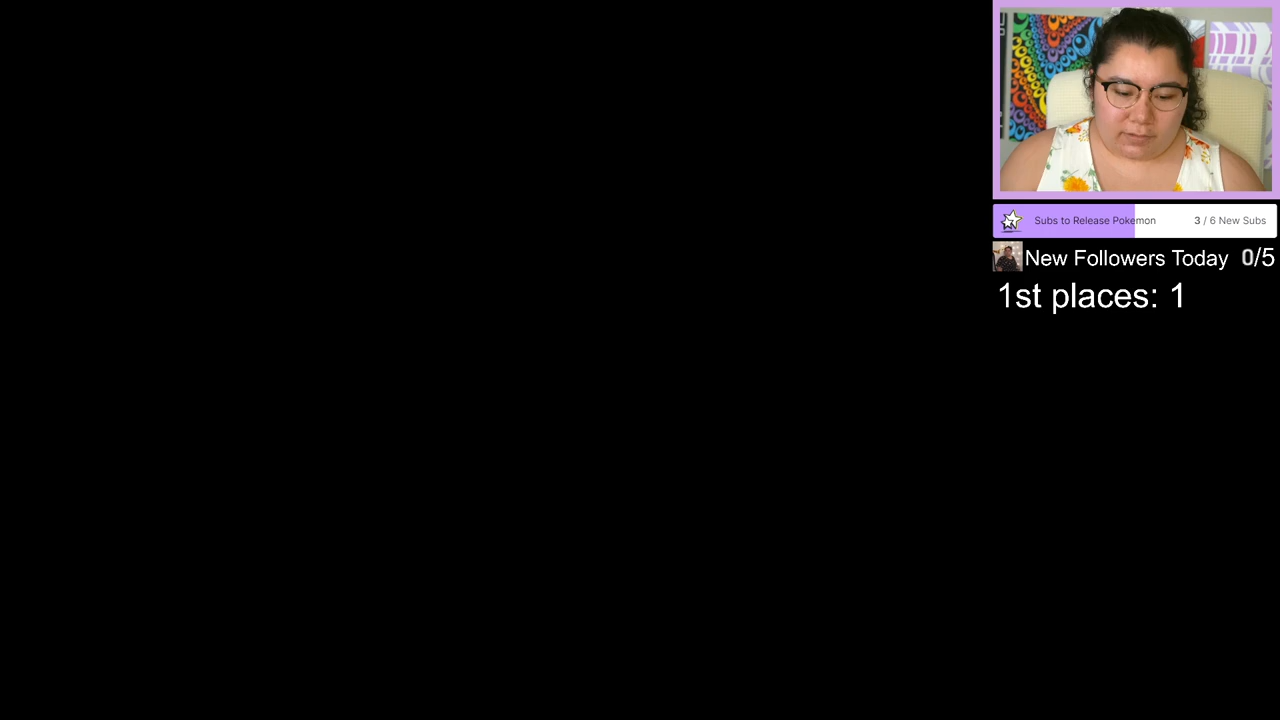 Subs to Release Pokemon 3 / 6 New Subs
New Followers Today 0/5
1st places: 1